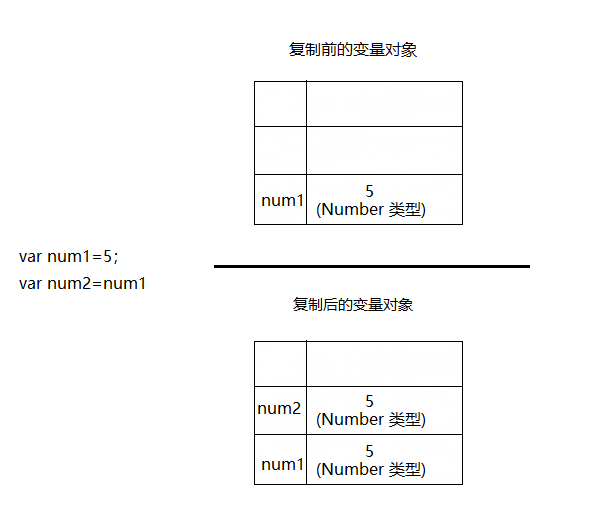 复制前的变量对象
num1
5
(Number 类型)
var num1=5;
var num2=num1
复制后的变量对象
num2
5
(Number 类型)
num1
5
(Number 类型)